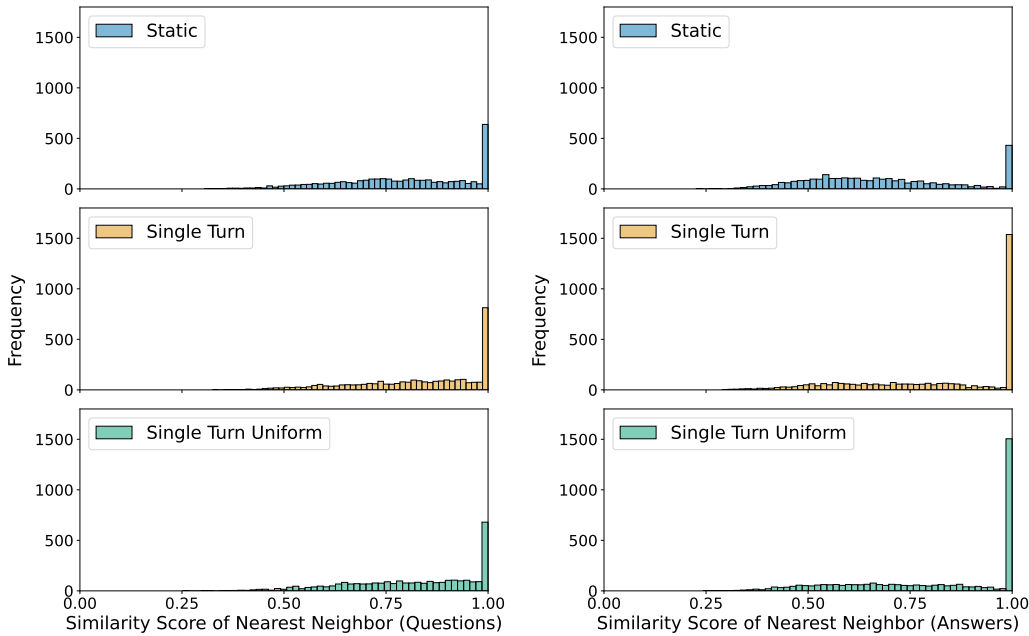 Static
1500
1000
500
0
Static
1500
1000
500
0
Single Turn
1500
1000
500
0
Frequency
Single Turn
1500
1000
500
0
Frequency
Single Turn Uniform
1500
1000
500
0
0.00 0.25 0.50 0.75 1.00
Similarity Score of Nearest Neighbor (Questions)
Single Turn Uniform
1500
1000
500
0
0.00 0.25 0.50 0.75 1.00
Similarity Score of Nearest Neighbor (Answers)